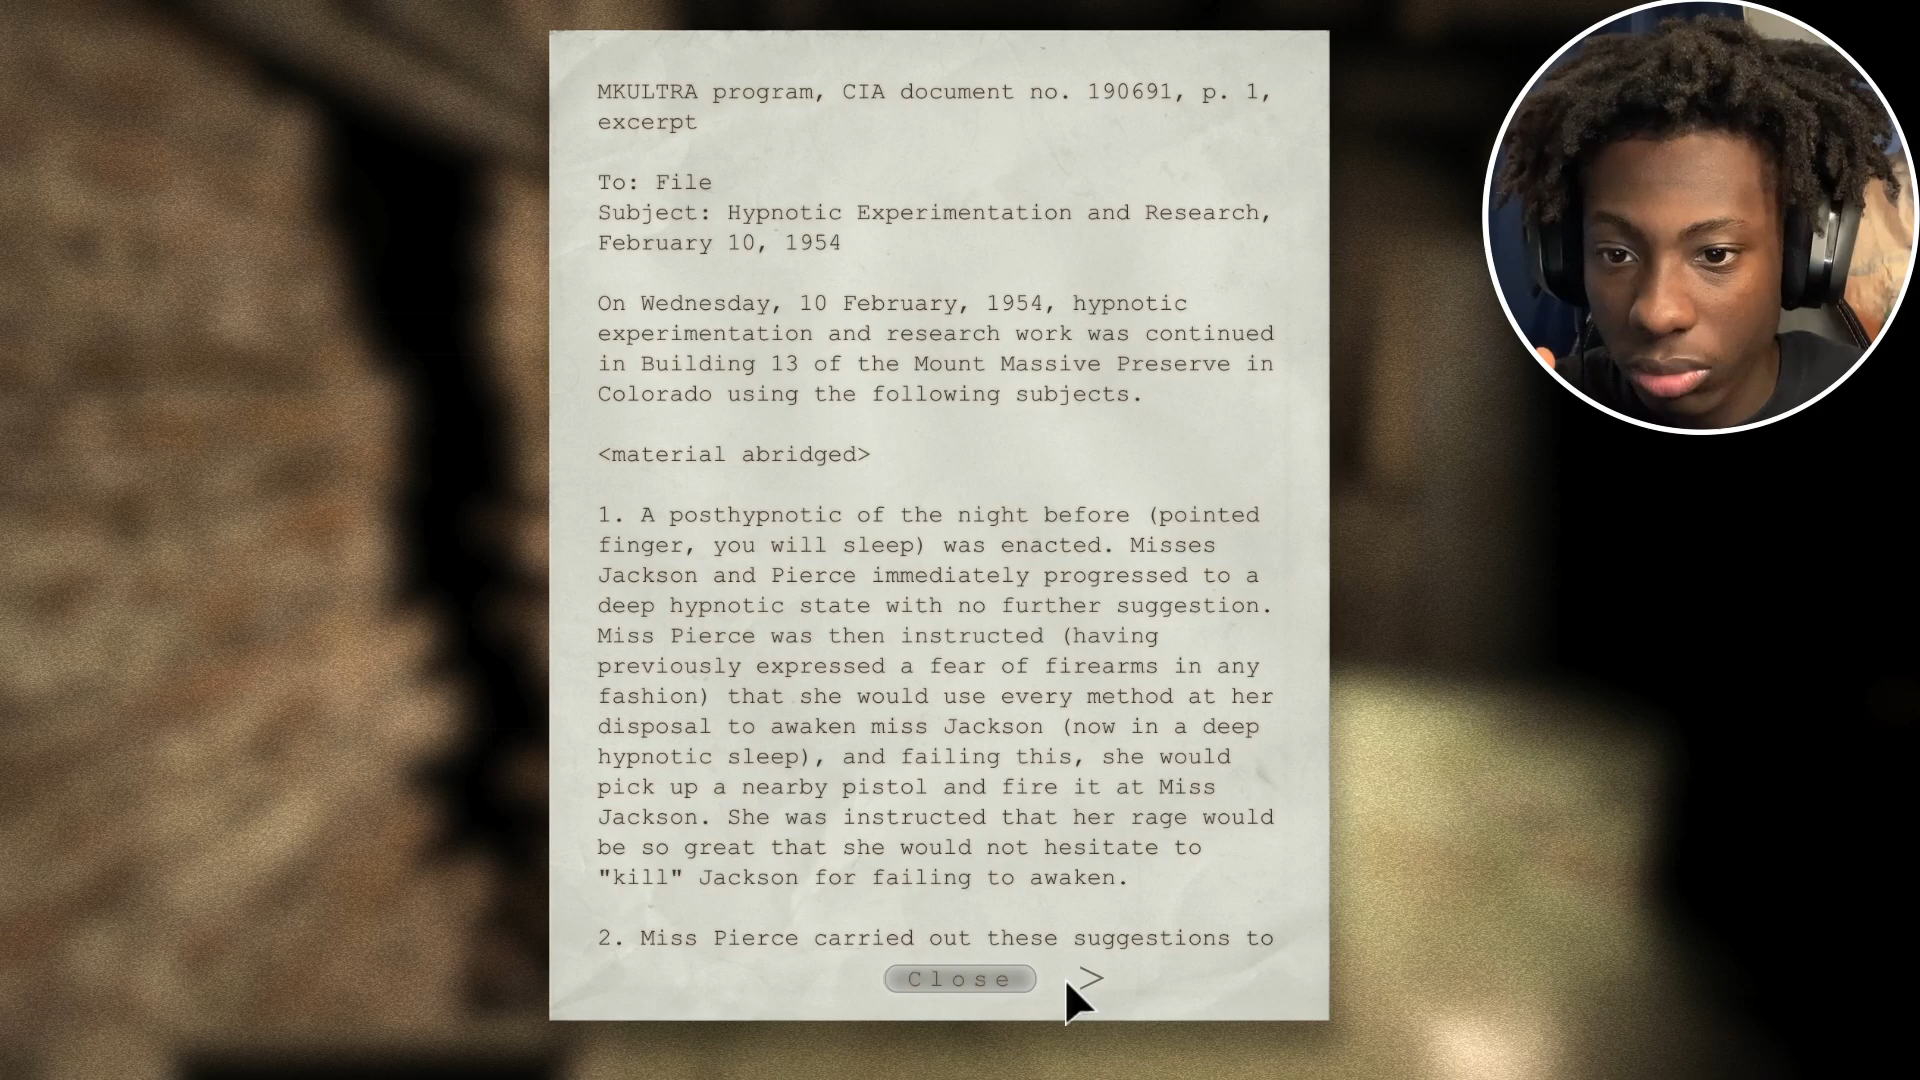 MKULTRA program, CIA document no. 190691, p. 1,
excerpt
To: File
Subject: Hypnotic Experimentation and Research,
February 10, 1954
On Wednesday, 10 February, 1954, hypnotic
experimentation and research work was continued
in Building 13 of the Mount Massive Preserve in
Colorado using the following subjects.
<material abridged>
1. A posthypnotic of the night before (pointed
finger, you will sleep) was enacted. Misses
Jackson and Pierce immediately progressed to a
deep hypnotic state with no further suggestion.
Miss Pierce was then instructed (having
previously expressed a fear of firearms in any
fashion) that she would use every method at her
disposal to awaken miss Jackson (now in a deep
hypnotic sleep), and failing this, she would
pick up a nearby pistol and fire it at Miss
Jackson. She was instructed that her rage would
be so great that she would not hesitate to
"kill" Jackson for failing to awaken.
2. Miss Pierce carried out these suggestions to
Close >